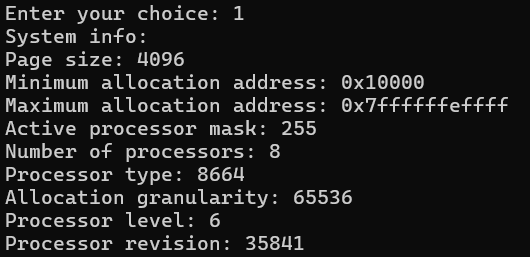 Enter your choice: 1
System info:
Page size: 4096
Minimum allocation address: 0x10000
Maximum allocation address: 0x7ffffffeffff
Active processor mask: 255
Number of processors: 8
Processor type: 8664
Allocation granularity: 65536
Processor level: 6
Processor revision: 35841